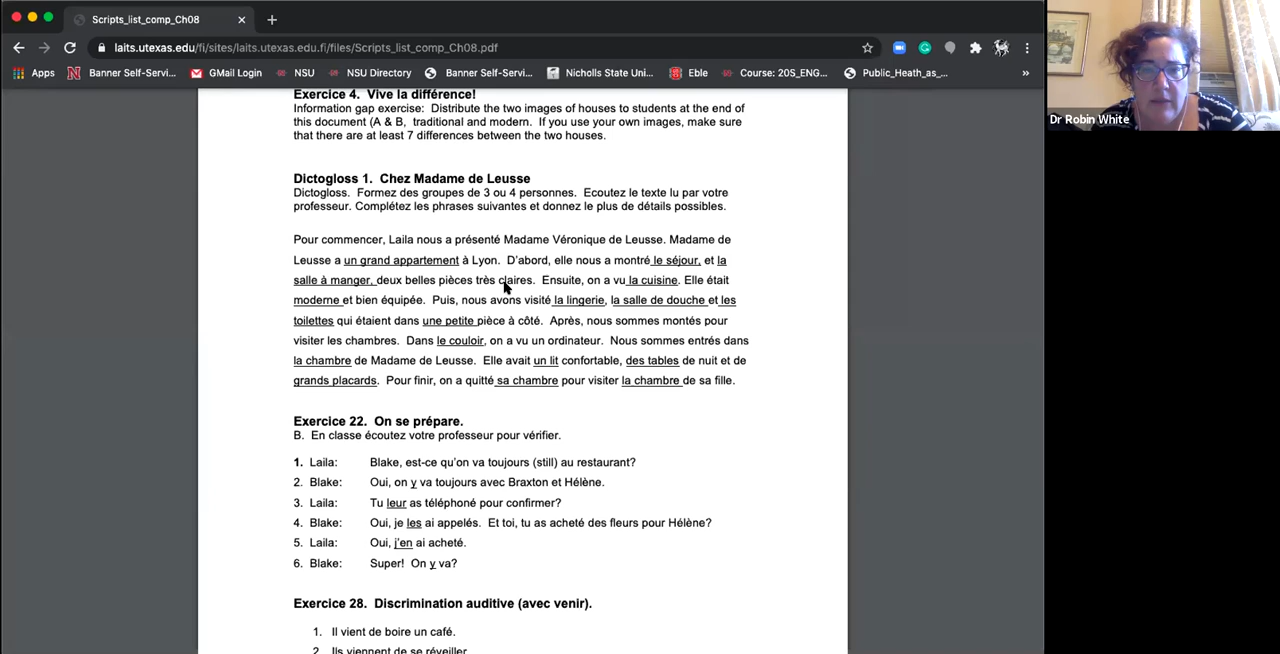 Scripts_list_comp_Ch08
laits.utexas.edu/fi/sites/laits.utexas.edu.fi/files/Scripts_list_comp_Ch08.pdf
Apps Banner Self-Servi... GMail Login NSU NSU Directory Banner Self-Servi... Nicholls State Uni... Eble Course: 20S_ENG... Public_Heath_as_... »
Dr Robin White
Exercice 4. Vive la différence!
Information gap exercise: Distribute the two images of houses to students at the end of
this document (A & B, traditional and modern. If you use your own images, make sure
that there are at least 7 differences between the two houses.
Dictogloss 1. Chez Madame de Leusse
Dictogloss. Formez des groupes de 3 ou 4 personnes. Ecoutez le texte lu par votre
professeur. Complétez les phrases suivantes et donnez le plus de détails possibles.
Pour commencer, Laila nous a présenté Madame Véronique de Leusse. Madame de
Leusse a un grand appartement à Lyon. D'abord, elle nous a montré le séjour, et la
salle à manger, deux belles pièces très claires. Ensuite, on a vu la cuisine. Elle était
moderne et bien équipée. Puis, nous avons visité la lingerie, la salle de douche et les
toilettes qui étaient dans une petite pièce à côté. Après, nous sommes montés pour
visiter les chambres. Dans le couloir, on a vu un ordinateur. Nous sommes entrés dans
la chambre de Madame de Leusse. Elle avait un lit confortable, des tables de nuit et de
grands placards. Pour finir, on a quitté sa chambre pour visiter la chambre de sa fille.
Exercice 22. On se prépare.
B. En classe écoutez votre professeur pour vérifier.
1. Laila: Blake, est-ce qu'on va toujours (still) au restaurant?
2. Blake: Oui, on y va toujours avec Braxton et Hélène.
3. Laila: Tu leur as téléphoné pour confirmer?
4. Blake: Oui, je les ai appelés. Et toi, tu as acheté des fleurs pour Hélène?
5. Laila: Oui, j'en ai acheté.
6. Blake: Super! On y va?
Exercice 28. Discrimination auditive (avec venir).
1. Il vient de boire un café.
2. Ils viennent de se réveiller